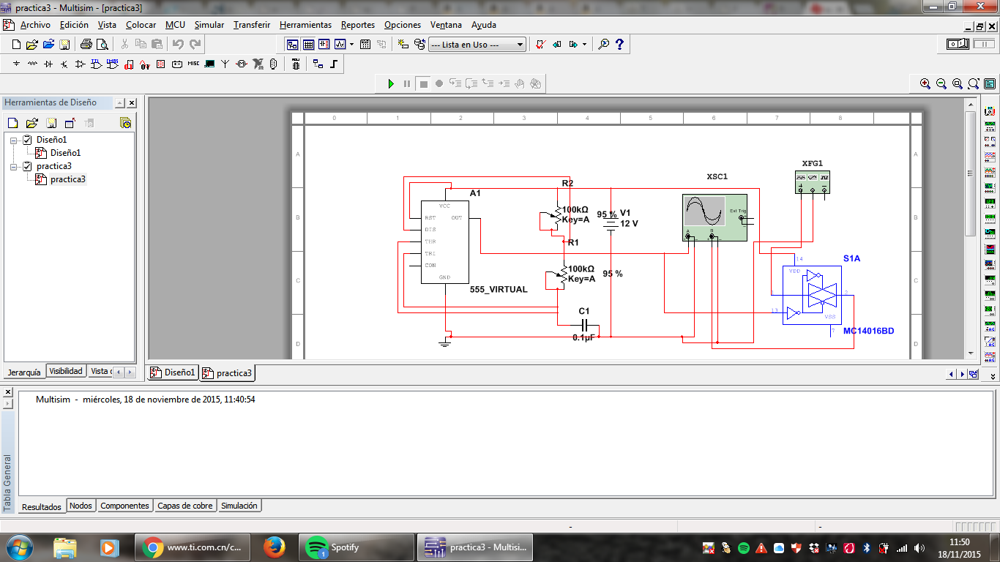 practica3 - Multisim - [practica3]
Archivo Edición Vista Colocar MCU Simular Transferir Herramientas Reportes Opciones Ventana Ayuda
--- Lista en Uso ---
MISC
Herramientas de Diseño
Diseño1
Diseño1
practica3
practica3
Jerarquía Visibilidad Vista
0 1 2 3 4 5 6 7 8
A A
B B
C C
D D
XFG1
XSC1
R2
A1
VCC
RST OUT
DIS
THR
TRI
CON
GND
555_VIRTUAL
100kΩ
Key=A
95 %
V1
12 V
R1
100kΩ
Key=A
95 %
C1
0.1µF
Ext Trig
A B
14
S1A
VDD
1 2
13
VSS
7
MC14016BD
Diseño1 practica3
Multisim - miércoles, 18 de noviembre de 2015, 11:40:54
Tabla General
Resultados Nodos Componentes Capas de cobre Simulación
- -
www.ti.com.cn/c... Spotify practica3 - Multisi...
1
11:50
18/11/2015